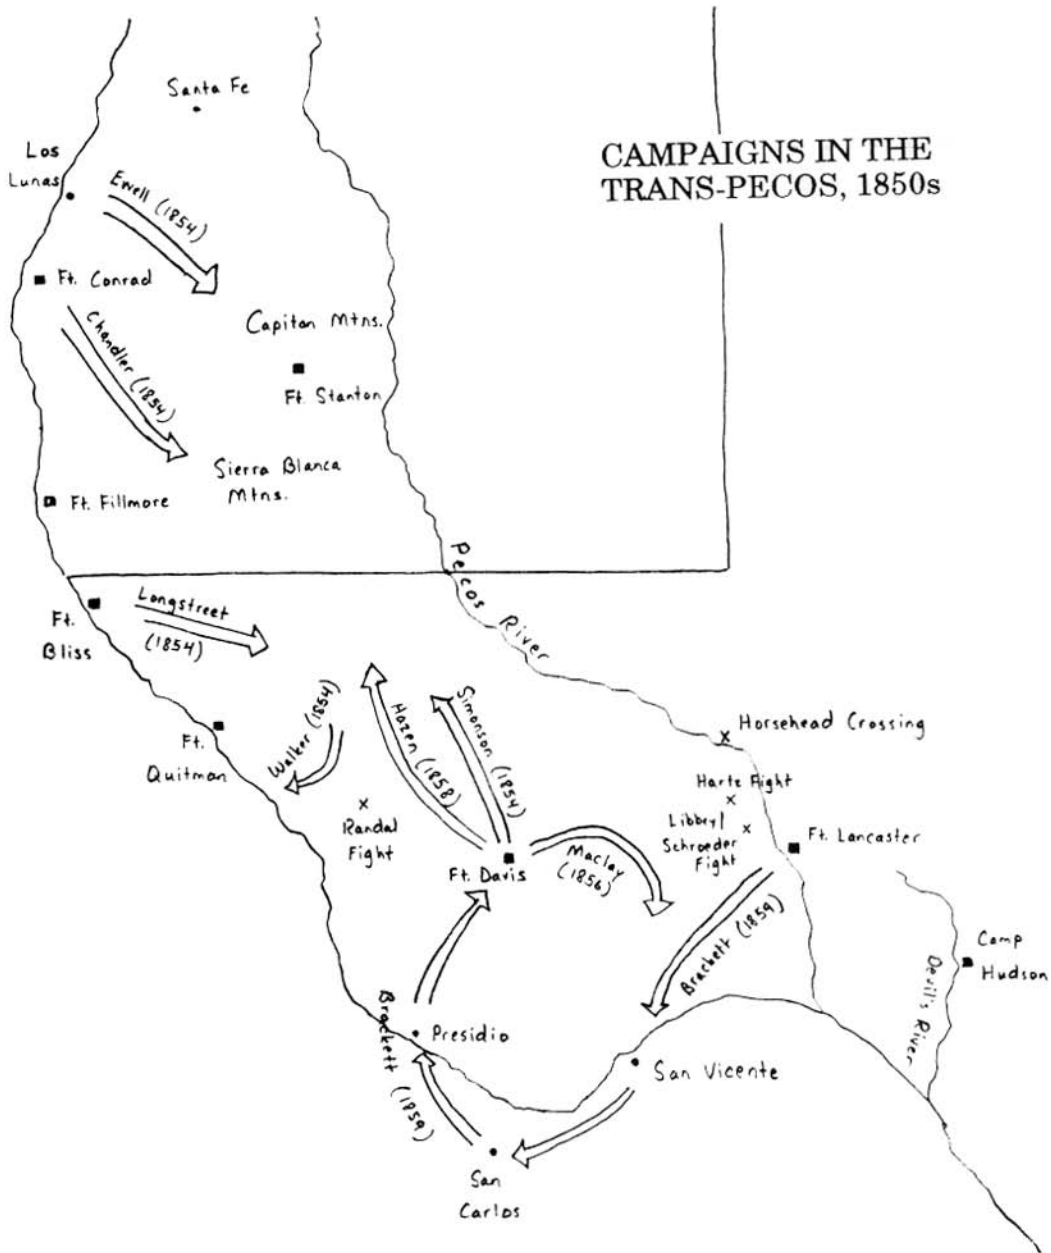 Santa Fe
CAMPAIGNS IN THE
TRANS-PECOS, 1850s
Los
Lunas
Ewell (1854)
Ft. Conrad
Capitan Mtns.
Chandler (1854)
Ft. Stanton
Sierra Blanca
Mtns.
Ft. Fillmore
Pecos River
Longstreet
(1854)
Ft.
Bliss
Walker (1854)
Hazen (1858)
Simonson (1854)
Horsehead Crossing
Ft.
Quitman
Hartz Fight
Randal
Fight
Libbey/
Schroeder
Fight
Ft. Lancaster
Ft. Davis
Maclay
(1856)
Brackett (1859)
Camp
Hudson
Devil's River
Brackett (1859)
Presidio
San Vicente
San
Carlos